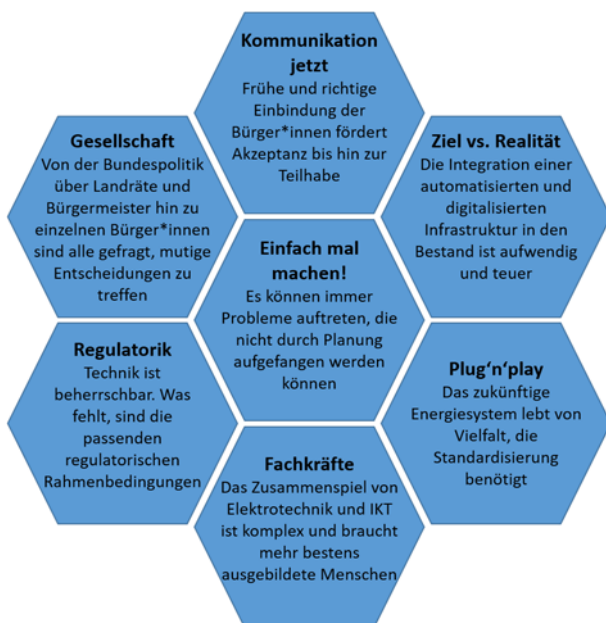 Kommunikation
jetzt
Frühe und richtige
Einbindung der
Bürger*innen fördert
Akzeptanz bis hin zur
Teilhabe
Gesellschaft
Von der Bundespolitik
über Landräte und
Bürgermeister hin zu
einzelnen Bürger*innen
sind alle gefragt, mutige
Entscheidungen zu
treffen
Ziel vs. Realität
Die Integration einer
automatisierten und
digitalisierten
Infrastruktur in den
Bestand ist aufwendig
und teuer
Einfach mal
machen!
Es können immer
Probleme auftreten, die
nicht durch Planung
aufgefangen werden
können
Regulatorik
Technik ist
beherrschbar. Was
fehlt, sind die
passenden
regulatorischen
Rahmenbedingungen
Plug‘n‘play
Das zukünftige
Energiesystem lebt von
Vielfalt, die
Standardisierung
benötigt
Fachkräfte
Das Zusammenspiel von
Elektrotechnik und IKT
ist komplex und braucht
mehr bestens
ausgebildete Menschen